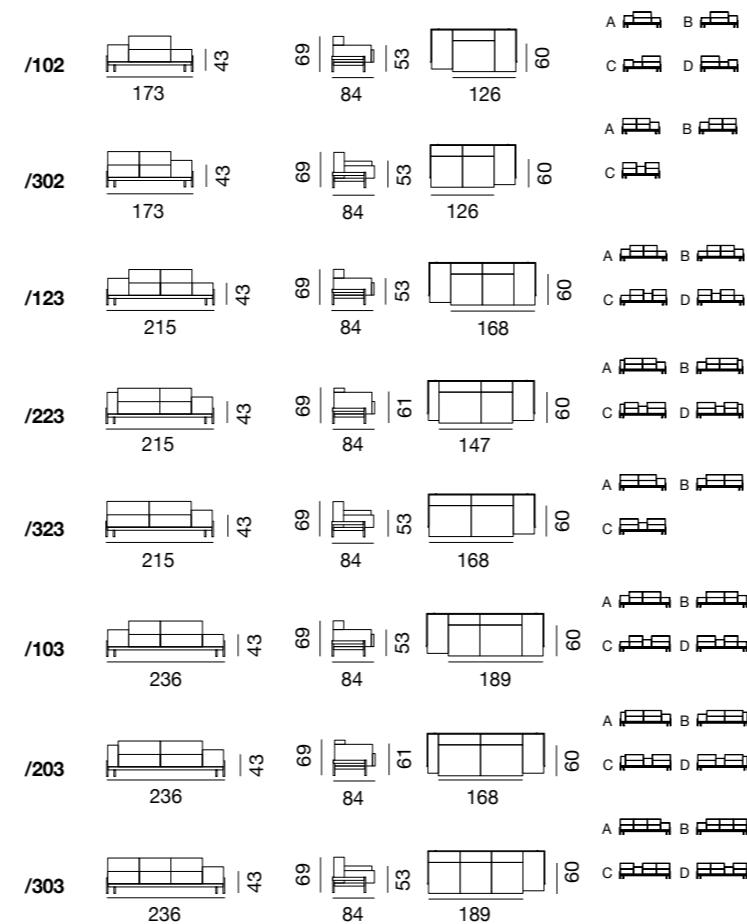 /102 43 173 69 53 84 60 126 A B
C D
/302 43 173 69 53 84 60 126 A B
C
/123 43 215 69 53 84 60 168 A B
C D
/223 43 215 69 61 84 60 147 A B
C D
/323 43 215 69 53 84 60 168 A B
C
/103 43 236 69 53 84 60 189 A B
C D
/203 43 236 69 61 84 60 168 A B
C D
/303 43 236 69 53 84 60 189 A B
C D